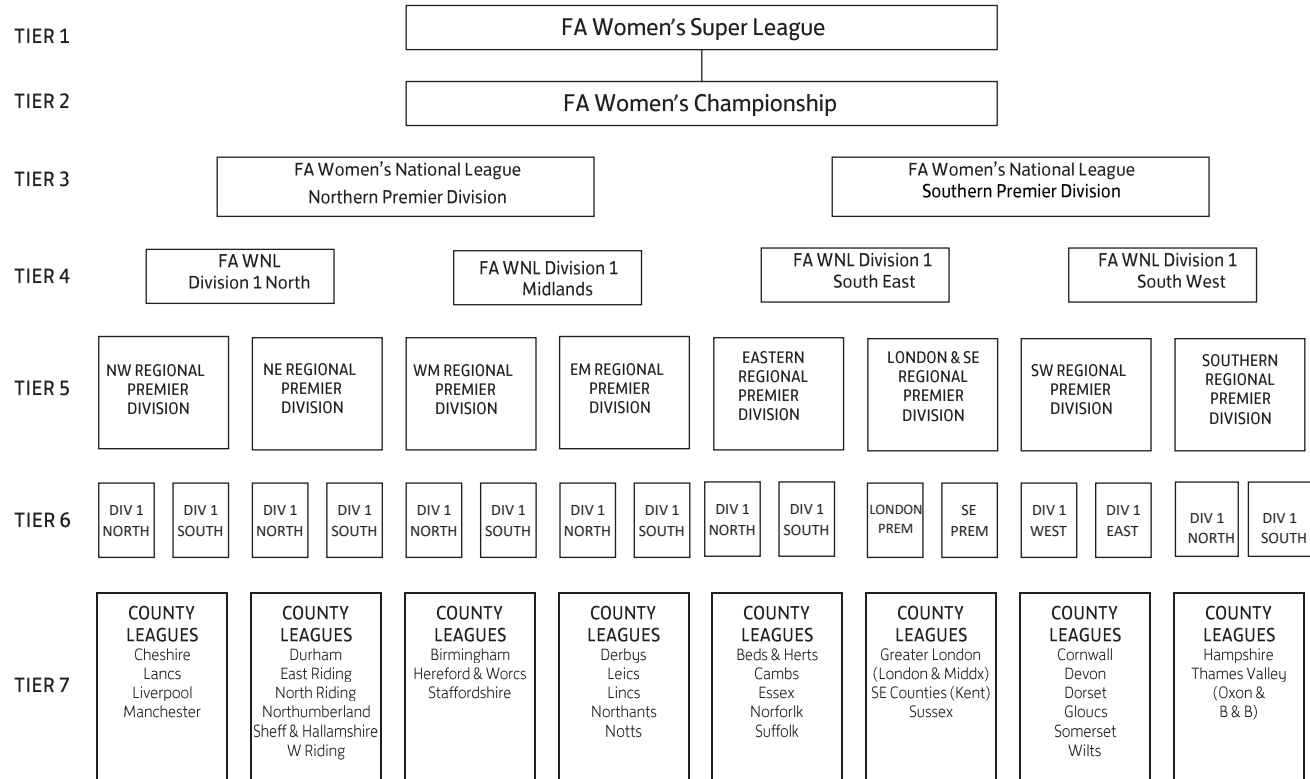 TIER 1
FA Women's Super League
TIER 2
FA Women's Championship
TIER 3
FA Women's National League
Northern Premier Division
FA Women's National League
Southern Premier Division
TIER 4
FA WNL
Division 1 North
FA WNL Division 1
Midlands
FA WNL Division 1
South East
FA WNL Division 1
South West
TIER 5
NW REGIONAL
PREMIER
DIVISION
NE REGIONAL
PREMIER
DIVISION
WM REGIONAL
PREMIER
DIVISION
EM REGIONAL
PREMIER
DIVISION
EASTERN
REGIONAL
PREMIER
DIVISION
LONDON & SE
REGIONAL
PREMIER
DIVISION
SW REGIONAL
PREMIER
DIVISION
SOUTHERN
REGIONAL
PREMIER
DIVISION
TIER 6
DIV 1
NORTH
DIV 1
SOUTH
DIV 1
NORTH
DIV 1
SOUTH
DIV 1
NORTH
DIV 1
SOUTH
DIV 1
NORTH
DIV 1
SOUTH
DIV 1
NORTH
DIV 1
SOUTH
LONDON
PREM
SE
PREM
DIV 1
WEST
DIV 1
EAST
DIV 1
NORTH
DIV 1
SOUTH
TIER 7
COUNTY
LEAGUES
Cheshire
Lancs
Liverpool
Manchester
COUNTY
LEAGUES
Durham
East Riding
North Riding
Northumberland
Sheff & Hallamshire
W Riding
COUNTY
LEAGUES
Birmingham
Hereford & Worcs
Staffordshire
COUNTY
LEAGUES
Derbys
Leics
Lincs
Northants
Notts
COUNTY
LEAGUES
Beds & Herts
Cambs
Essex
Norforlk
Suffolk
COUNTY
LEAGUES
Greater London
(London & Middx)
SE Counties (Kent)
Sussex
COUNTY
LEAGUES
Cornwall
Devon
Dorset
Gloucs
Somerset
Wilts
COUNTY
LEAGUES
Hampshire
Thames Valley
(Oxon &
B & B)